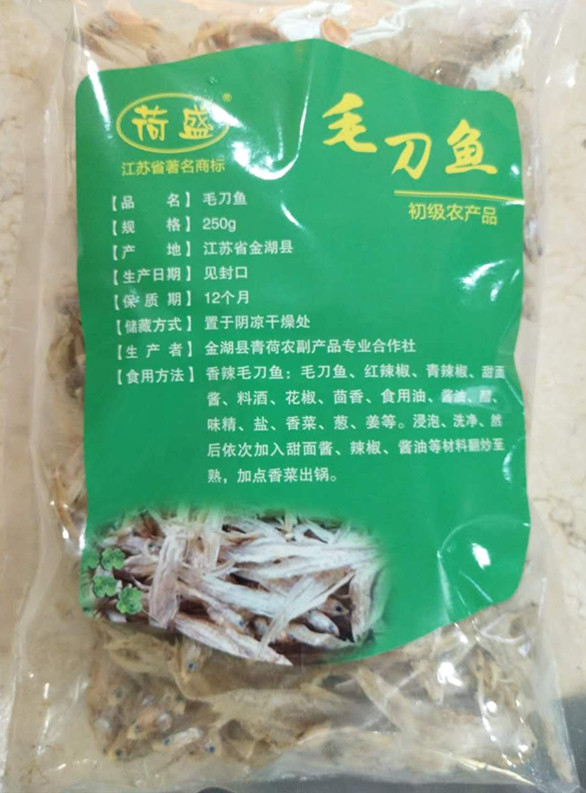 荷盛®
江苏省著名商标
毛刀鱼
初级农产品
【品 名】毛刀鱼
【规 格】250g
【产 地】江苏省金湖县
【生产日期】见封口
【保 质 期】12个月
【储藏方式】置于阴凉干燥处
【生 产 者】金湖县青荷农副产品专业合作社
【食用方法】香辣毛刀鱼：毛刀鱼、红辣椒、青辣椒、甜面
酱、料酒、花椒、茴香、食用油、酱油、醋、
味精、盐、香菜、葱、姜等。浸泡、洗净、然
后依次加入甜面酱、辣椒、酱油等材料翻炒至
熟，加点香菜出锅。